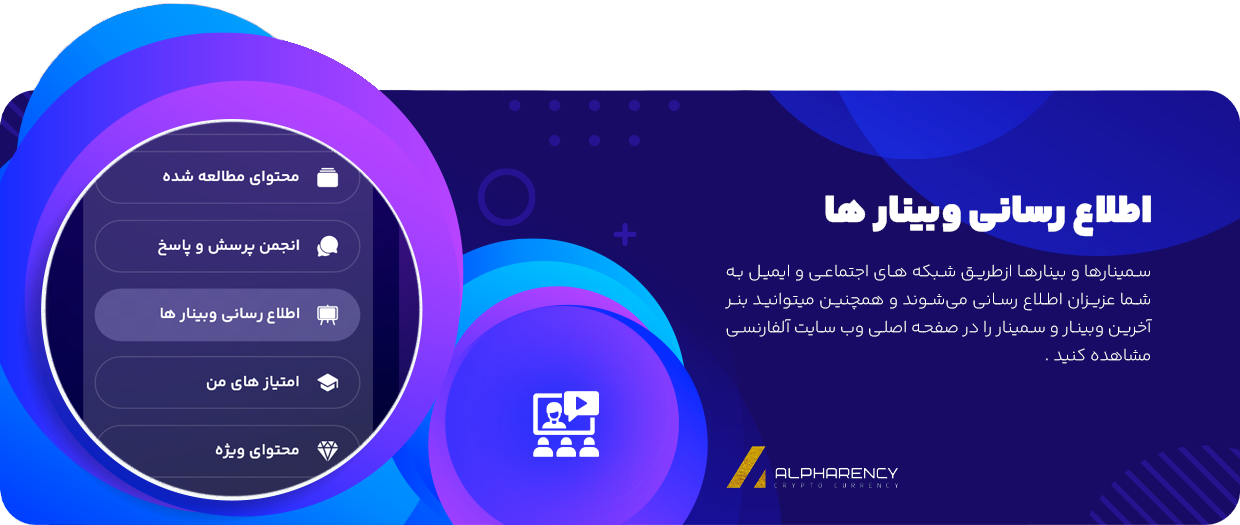 اطلاع رسانی وبینار ها
سمینارها و بینارها ازطریق شبکه های اجتماعی و ایمیل به
شما عزیزان اطلاع رسانی می‌شوند و همچنین میتوانید بنر
آخرین وبینار و سمینار را در صفحه اصلی وب سایت آلفارنسی
مشاهده کنید .
ALPHARENCY
CRYPTO CURRENCY
محتوای مطالعه شده
انجمن پرسش و پاسخ
اطلاع رسانی وبینار ها
امتیاز های من
محتوای ویژه